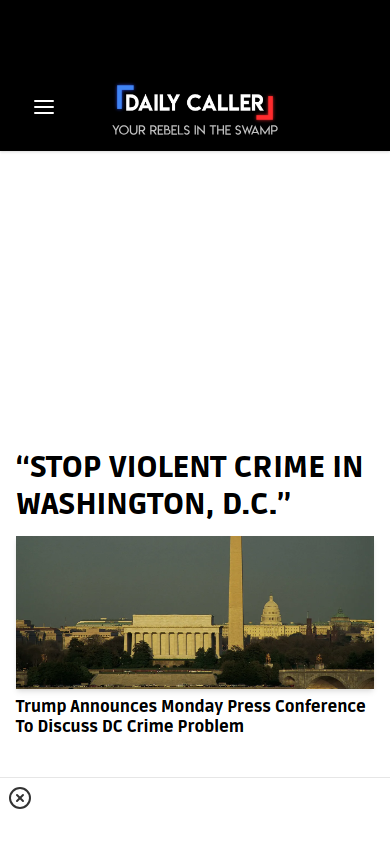 DAILY CALLER
YOUR REBELS IN THE SWAMP
“STOP VIOLENT CRIME IN
WASHINGTON, D.C.”
Trump Announces Monday Press Conference
To Discuss DC Crime Problem